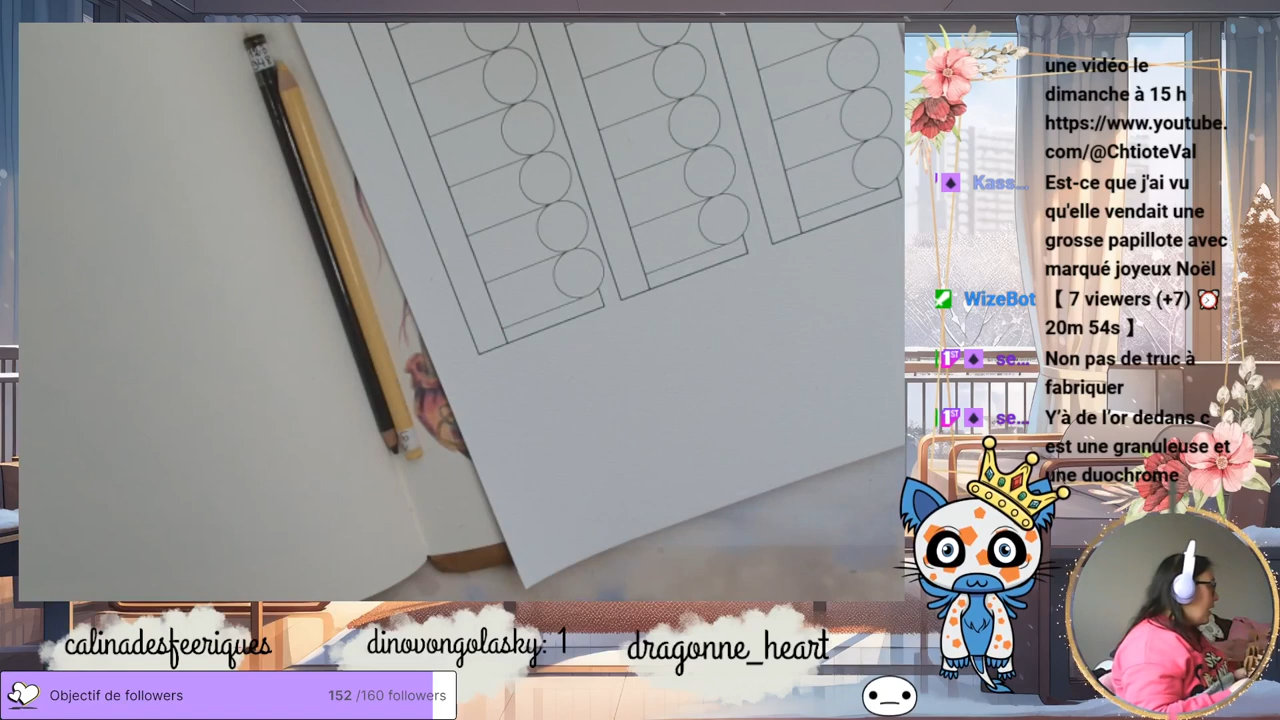 une vidéo le
dimanche à 15 h
https://www.youtube.
com/@ChtioteVal
Kass... Est-ce que j'ai vu
qu'elle vendait une
grosse papillote avec
marqué joyeux Noël
WizeBot 【 7 viewers (+7) ⏰
20m 54s 】
1ST se... Non pas de truc à
fabriquer
1ST se... Y'à de l'or dedans c
est une granuleuse et
une duochrome
calinadesfeeriques
dinovongolasky: 1
dragonne_heart
Objectif de followers 152 /160 followers